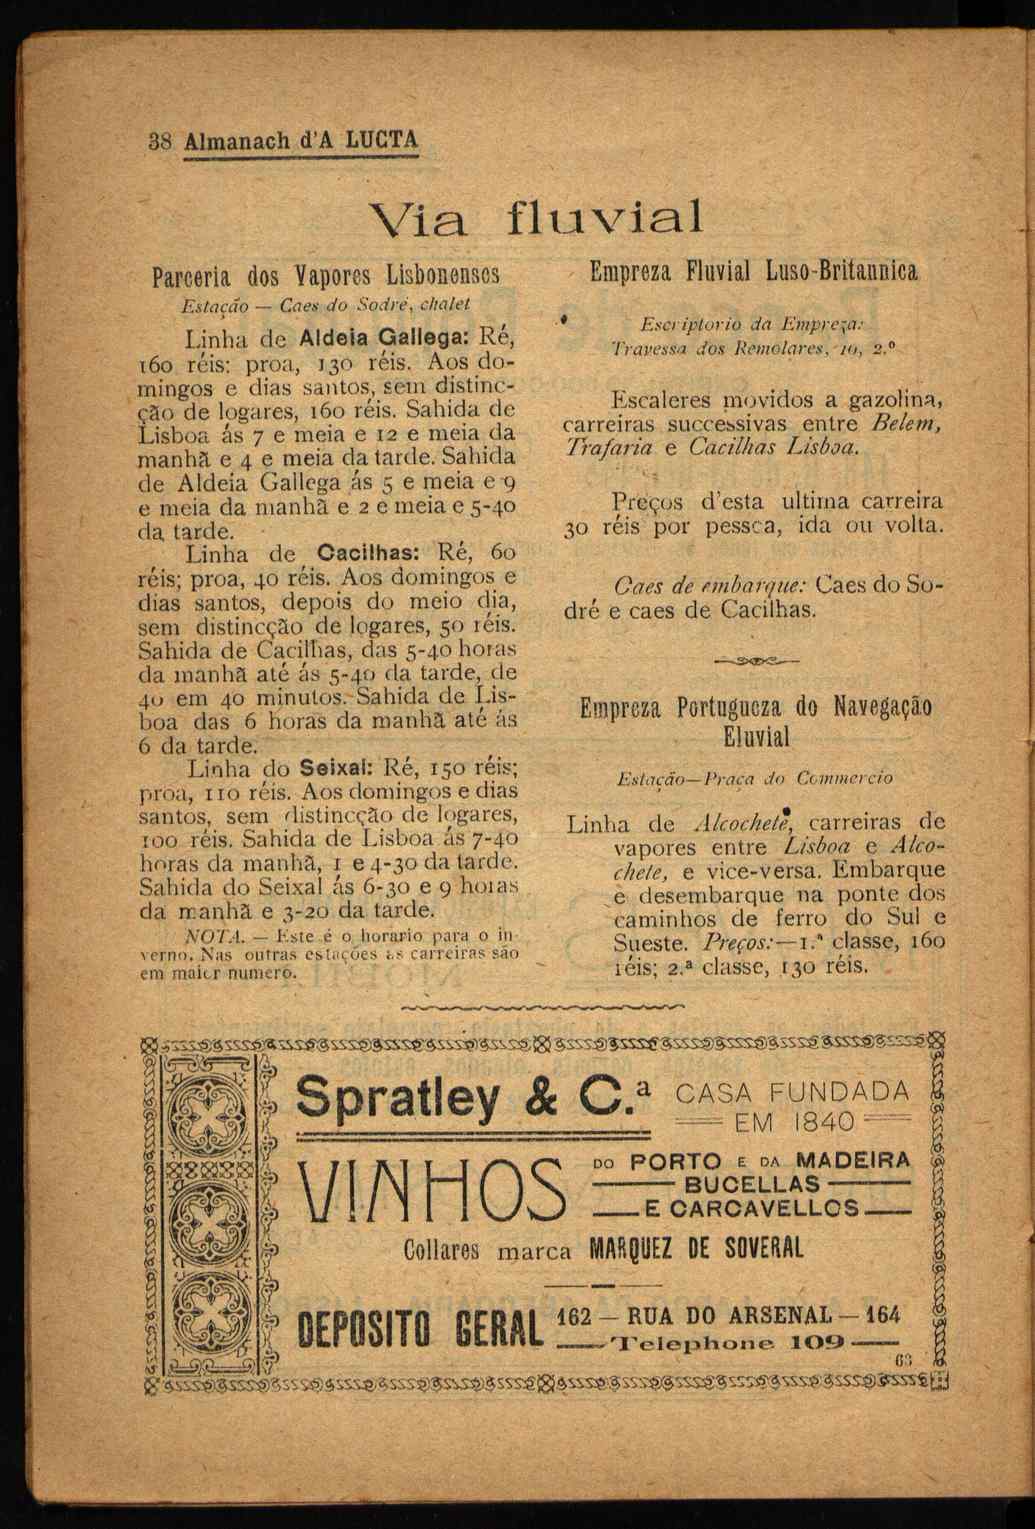 38 Almanach d'A LUCTA
Via fluvial
Parceria dos Vapores Lisbonenses
Estação — Caes do Sodré, chalet
Linha de Aldeia Gallega: Ré,
160 réis: proa, 130 réis. Aos do-
mingos e dias santos, sem distinc-
ção de logares, 160 réis. Sahida de
Lisboa ás 7 e meia e 12 e meia da
manhã e 4 e meia da tarde. Sahida
de Aldeia Gallega ás 5 e meia e 9
e meia da manhã e 2 e meia e 5-40
da tarde.
Linha de Cacilhas: Ré, 60
réis; proa, 40 réis. Aos domingos e
dias santos, depois do meio dia,
sem distincção de logares, 50 réis.
Sahida de Cacilhas, das 5-40 horas
da manhã até ás 5-40 da tarde, de
40 em 40 minutos. Sahida de Lis-
boa das 6 horas da manhã até ás
6 da tarde.
Linha do Seixal: Ré, 150 réis;
proa, 110 réis. Aos domingos e dias
santos, sem distincção de logares,
100 réis. Sahida de Lisboa ás 7-40
horas da manhã, 1 e 4-30 da tarde.
Sahida do Seixal ás 6-30 e 9 horas
da manhã e 3-20 da tarde.
NOTA. — Este é o horario para o in-
verno. Nas outras estações as carreiras são
em maior numero.
Empreza Fluvial Luso-Britannica
Escriptorio da Empreza:
Travessa dos Remolares, 10, 2.º
Escaleres movidos a gazolina,
carreiras successivas entre Belem,
Trafaria e Cacilhas Lisboa.
Preços d'esta ultima carreira
30 réis por pessoa, ida ou volta.
Caes de embarque: Caes do So-
dré e caes de Cacilhas.
Empreza Portugueza do Navegação
Eluvial
Estação—Praça do Commercio
Linha de Alcochete, carreiras de
vapores entre Lisboa e Alco-
chete, e vice-versa. Embarque
e desembarque na ponte dos
caminhos de ferro do Sul e
Sueste. Preços:—1.ª classe, 160
réis; 2.ª classe, 130 réis.
Spratley & C.ª
CASA FUNDADA
EM 1840
VINHOS
DO PORTO E DA MADEIRA
BUCELLAS
E CARCAVELLOS
Collares marca MARQUEZ DE SOVERAL
DEPOSITO GERAL
162 — RUA DO ARSENAL — 164
Telephone 109
63